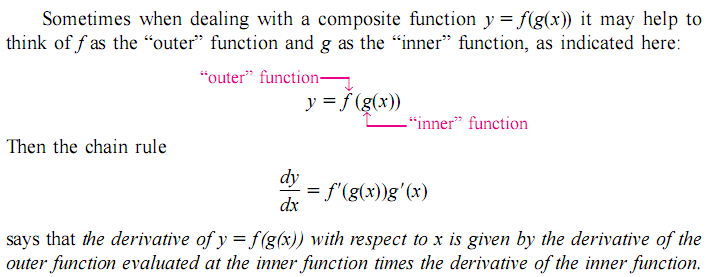 Sometimes when dealing with a composite function y = f(g(x)) it may help to
think of f as the “outer” function and g as the “inner” function, as indicated here:
“outer” function
y = f (g(x))
“inner” function
Then the chain rule
dy/dx = f′(g(x))g′(x)
says that the derivative of y = f(g(x)) with respect to x is given by the derivative of the
outer function evaluated at the inner function times the derivative of the inner function.